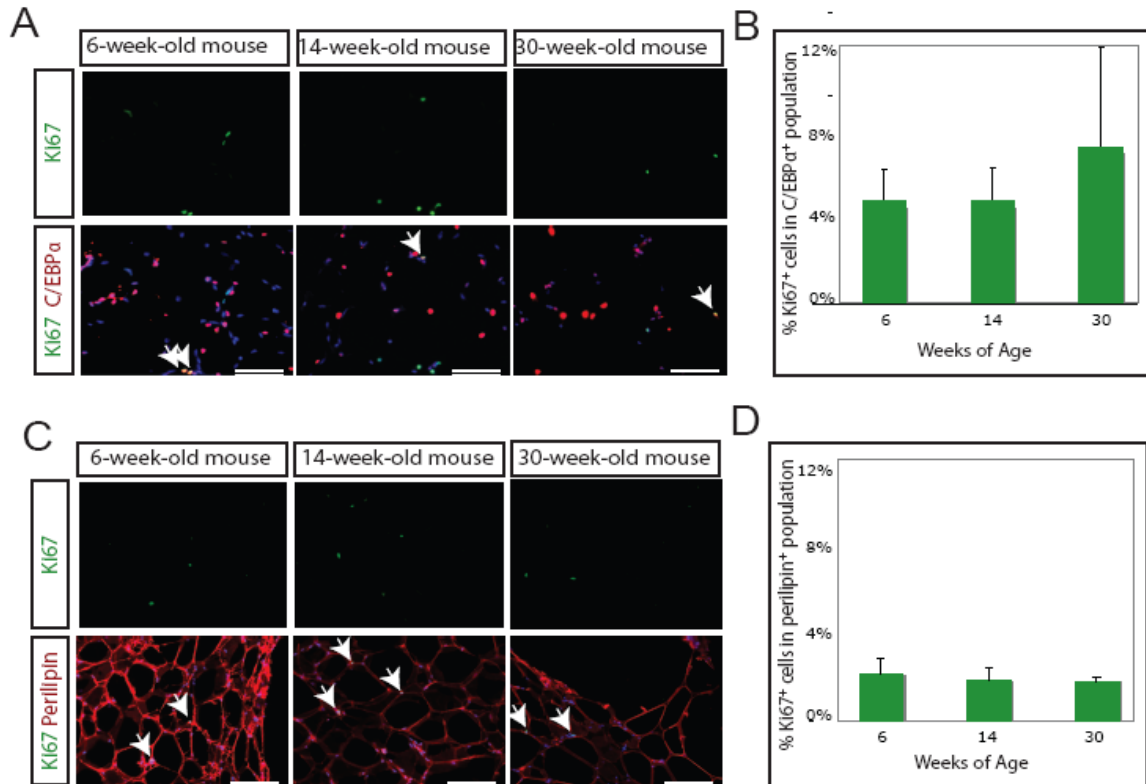 A
6-week-old mouse
14-week-old mouse
30-week-old mouse
Ki67
Ki67 C/EBPα
B
% Ki67+ cells in C/EBPα+ population
12%
8%
4%
0%
6 14 30
Weeks of Age
C
6-week-old mouse
14-week-old mouse
30-week-old mouse
Ki67
Ki67 Perilipin
D
% Ki67+ cells in perilipin+ population
12%
8%
4%
0%
6 14 30
Weeks of Age